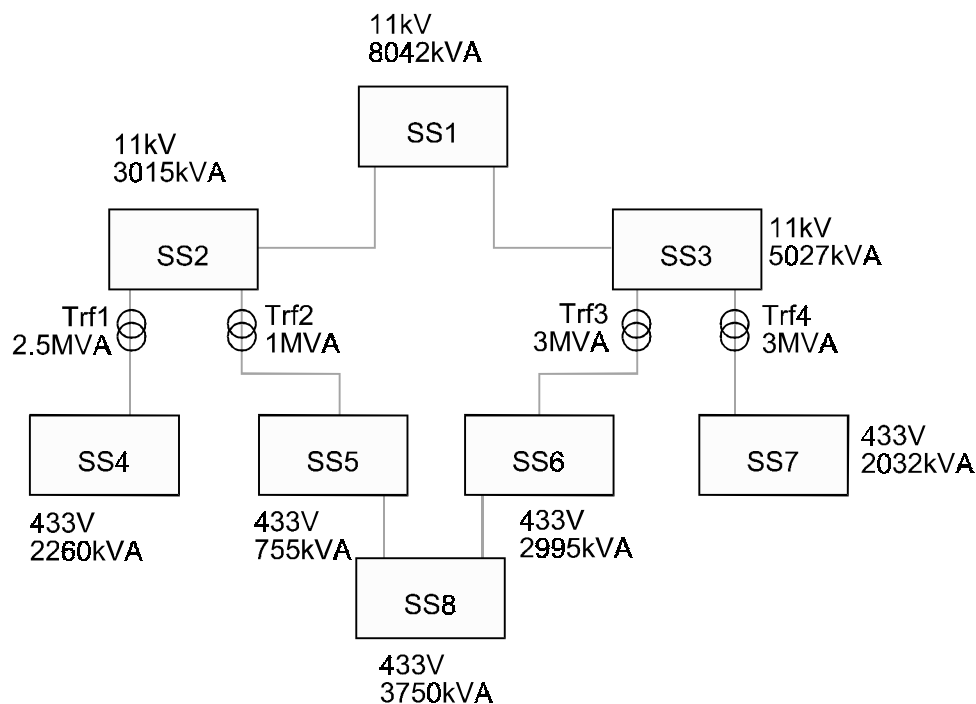 11kV
8042kVA
SS1
11kV
3015kVA
SS2
SS3
11kV
5027kVA
Trf1
2.5MVA
Trf2
1MVA
Trf3
3MVA
Trf4
3MVA
SS4
SS5
SS6
SS7
433V
2032kVA
433V
2260kVA
433V
755kVA
433V
2995kVA
SS8
433V
3750kVA